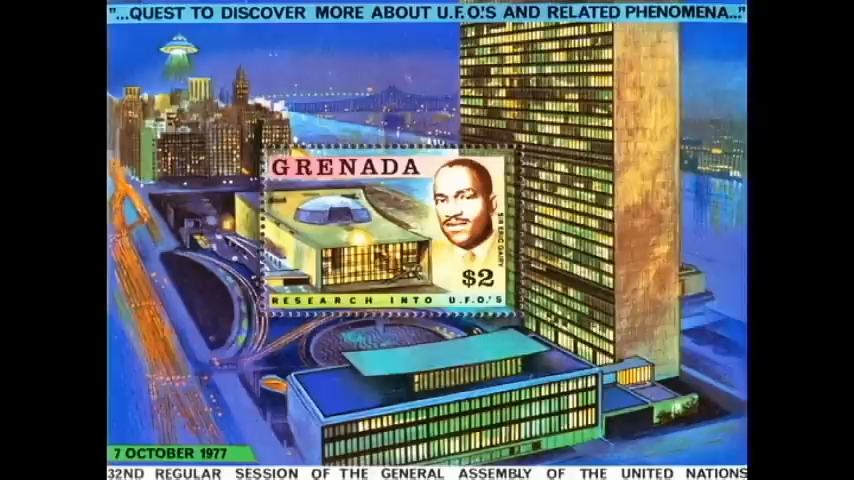 "...QUEST TO DISCOVER MORE ABOUT U.F.O.'S AND RELATED PHENOMENA..."
GRENADA
SIR ERIC GAIRY
$2
RESEARCH INTO U.F.O.'S
7 OCTOBER 1977
32ND REGULAR SESSION OF THE GENERAL ASSEMBLY OF THE UNITED NATIONS